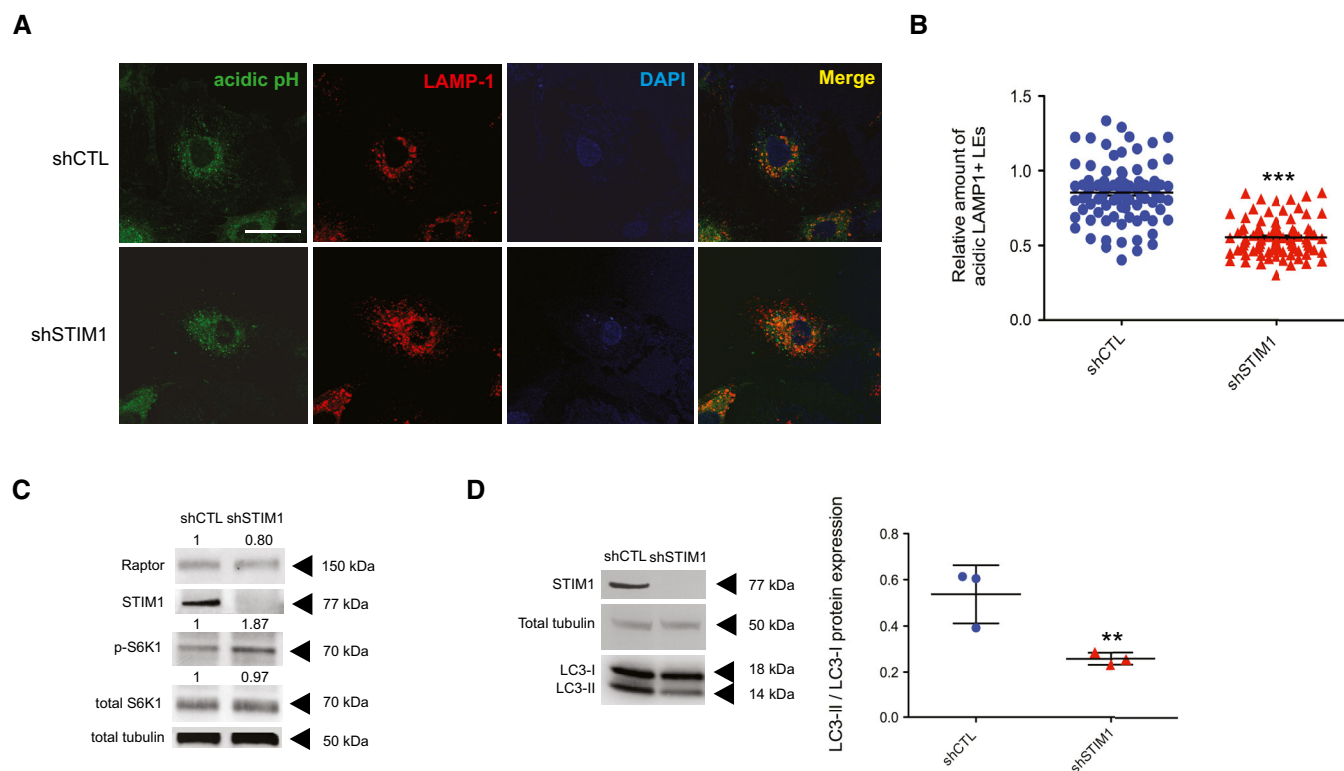 A
acidic pH
LAMP-1
DAPI
Merge
shCTL
shSTIM1
B
Relative amount of
acidic LAMP1+ LEs
1.5
1.0
0.5
0.0
***
shCTL
shSTIM1
C
shCTL shSTIM1
1 0.80
Raptor 150 kDa
STIM1 77 kDa
1 1.87
p-S6K1 70 kDa
1 0.97
total S6K1 70 kDa
total tubulin 50 kDa
D
shCTL shSTIM1
STIM1 77 kDa
Total tubulin 50 kDa
LC3-I 18 kDa
LC3-II 14 kDa
LC3-II / LC3-I protein expression
0.8
0.6
0.4
0.2
0.0
**
shCTL
shSTIM1